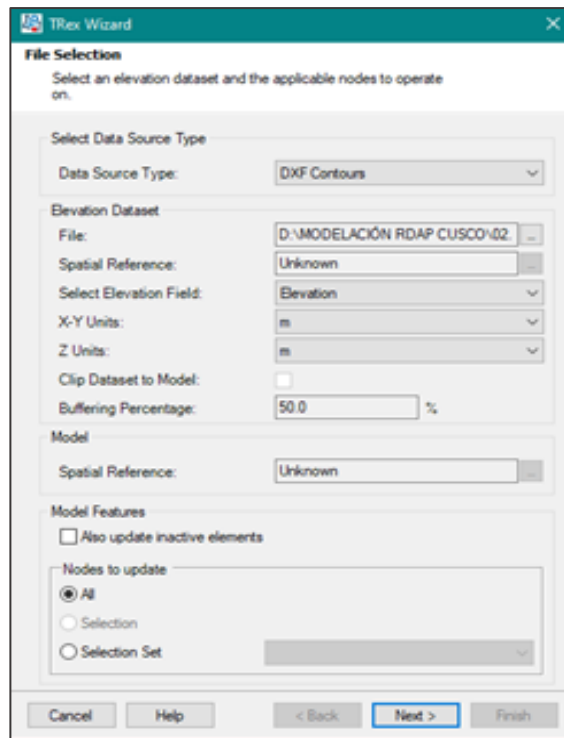 TRex Wizard
File Selection
Select an elevation dataset and the applicable nodes to operate
on.
Select Data Source Type
Data Source Type: DXF Contours
Elevation Dataset
File: D:\MODELACIÓN RDAP CUSCO\02. ...
Spatial Reference: Unknown ...
Select Elevation Field: Elevation
X-Y Units: m
Z Units: m
Clip Dataset to Model:
Buffering Percentage: 50.0 %
Model
Spatial Reference: Unknown ...
Model Features
Also update inactive elements
Nodes to update
All
Selection
Selection Set
Cancel Help < Back Next > Finish